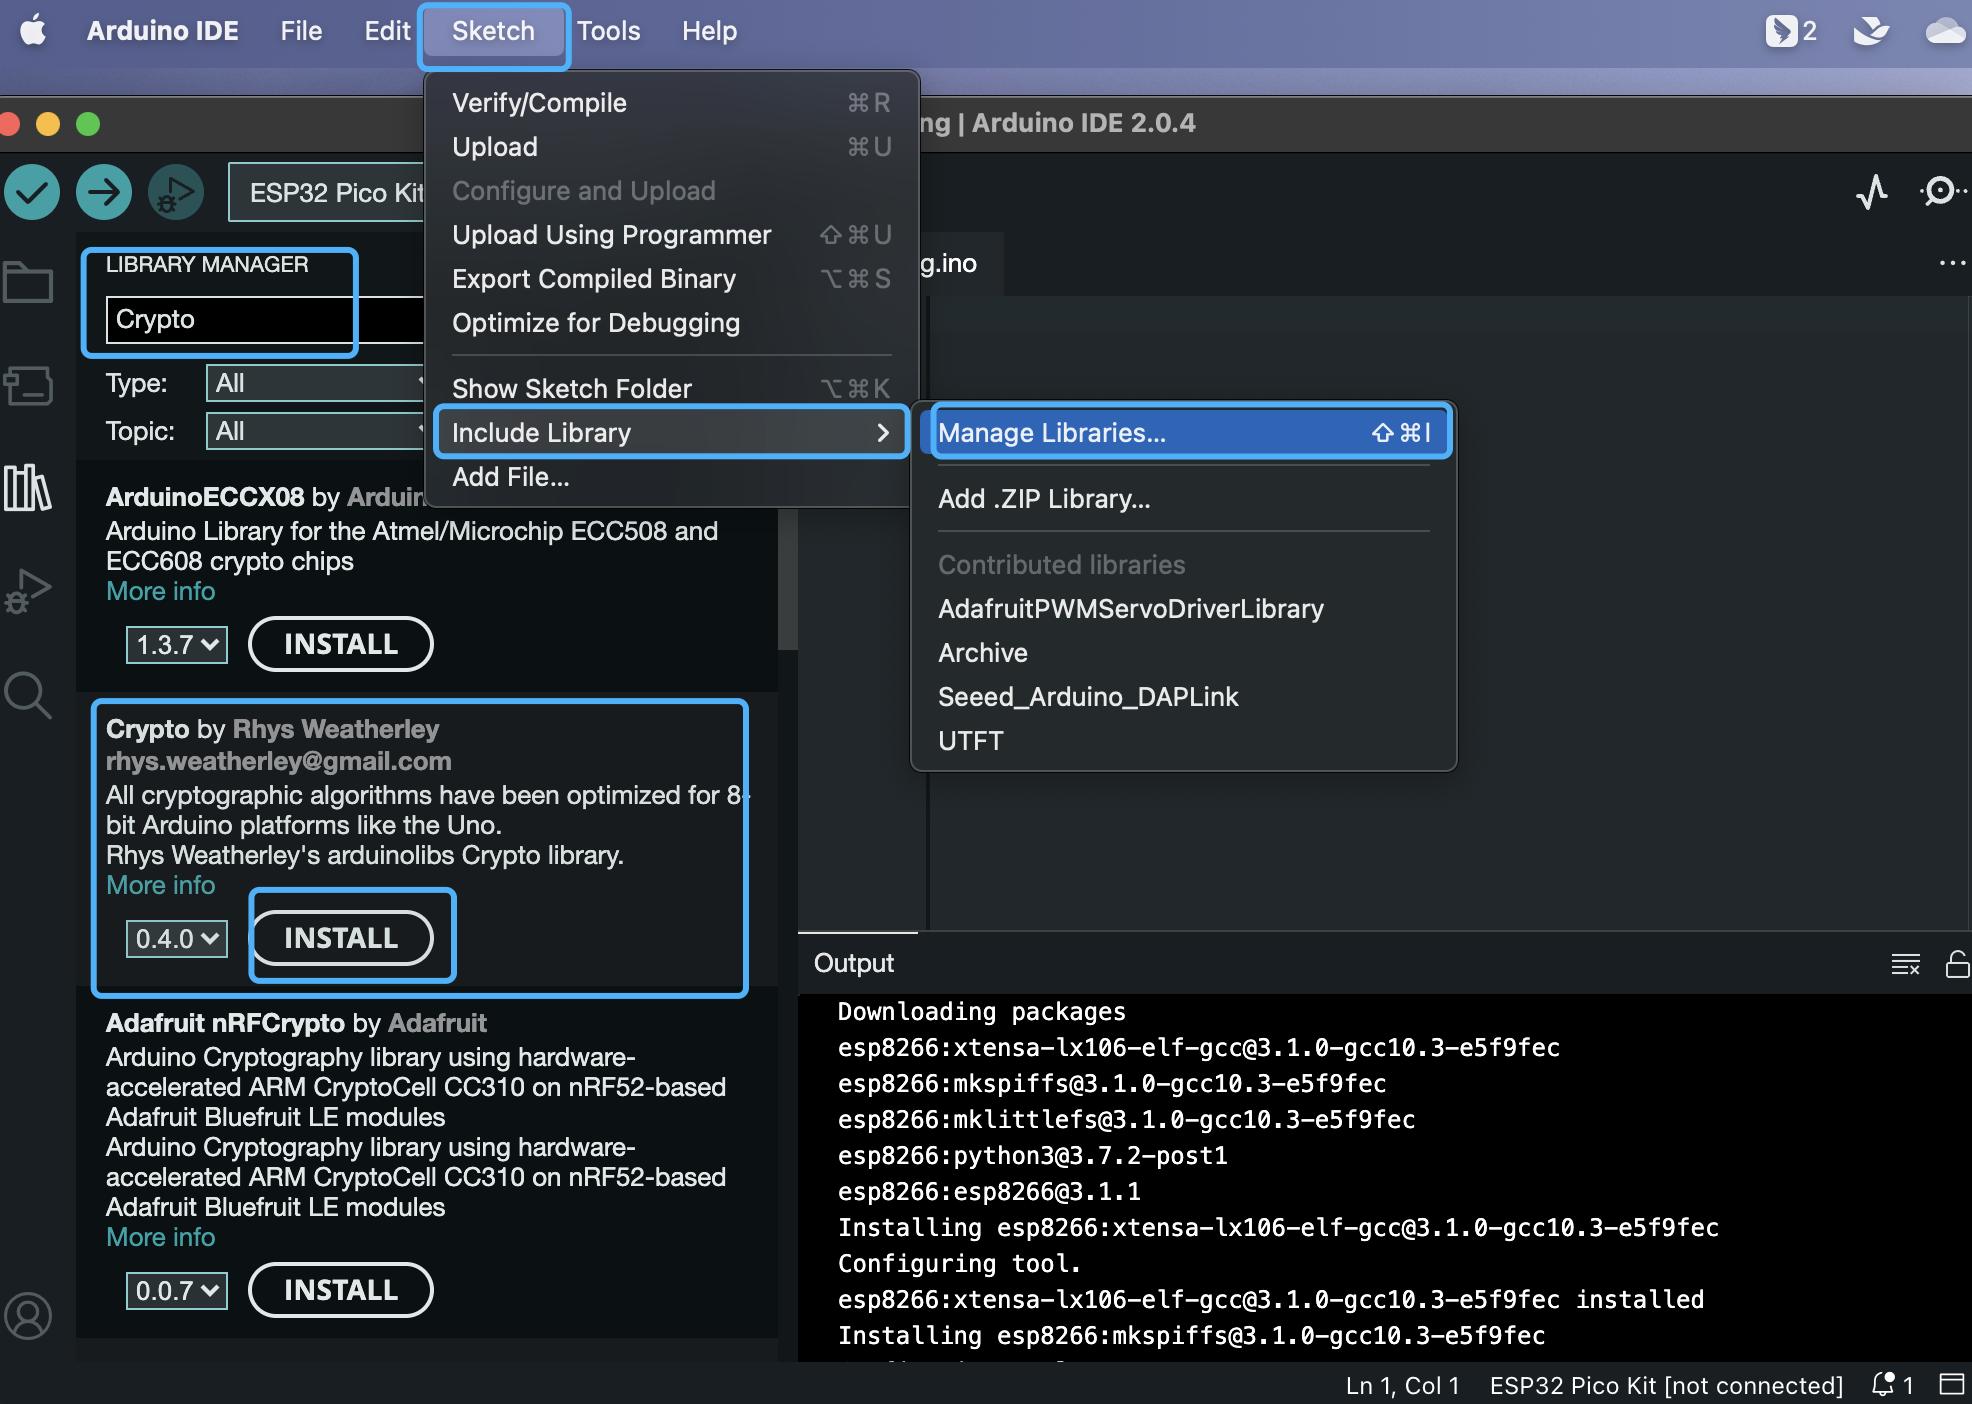 Arduino IDE File Edit Sketch Tools Help 2
ng | Arduino IDE 2.0.4
Verify/Compile ⌘ R
Upload ⌘ U
Configure and Upload
Upload Using Programmer ⇧ ⌘ U
Export Compiled Binary ⌥ ⌘ S
Optimize for Debugging
Show Sketch Folder ⌥ ⌘ K
Include Library >
Add File...
Manage Libraries... ⇧ ⌘ I
Add .ZIP Library...
Contributed libraries
AdafruitPWMServoDriverLibrary
Archive
Seeed_Arduino_DAPLink
UTFT
ESP32 Pico Kit
g.ino
LIBRARY MANAGER
Crypto
Type: All
Topic: All
ArduinoECCX08 by Arduin
Arduino Library for the Atmel/Microchip ECC508 and
ECC608 crypto chips
More info
1.3.7 INSTALL
Crypto by Rhys Weatherley
rhys.weatherley@gmail.com
All cryptographic algorithms have been optimized for 8-
bit Arduino platforms like the Uno.
Rhys Weatherley's arduinolibs Crypto library.
More info
0.4.0 INSTALL
Adafruit nRFCrypto by Adafruit
Arduino Cryptography library using hardware-
accelerated ARM CryptoCell CC310 on nRF52-based
Adafruit Bluefruit LE modules
Arduino Cryptography library using hardware-
accelerated ARM CryptoCell CC310 on nRF52-based
Adafruit Bluefruit LE modules
More info
0.0.7 INSTALL
Output
Downloading packages
esp8266:xtensa-lx106-elf-gcc@3.1.0-gcc10.3-e5f9fec
esp8266:mkspiffs@3.1.0-gcc10.3-e5f9fec
esp8266:mklittlefs@3.1.0-gcc10.3-e5f9fec
esp8266:python3@3.7.2-post1
esp8266:esp8266@3.1.1
Installing esp8266:xtensa-lx106-elf-gcc@3.1.0-gcc10.3-e5f9fec
Configuring tool.
esp8266:xtensa-lx106-elf-gcc@3.1.0-gcc10.3-e5f9fec installed
Installing esp8266:mkspiffs@3.1.0-gcc10.3-e5f9fec
Ln 1, Col 1 ESP32 Pico Kit [not connected] 1